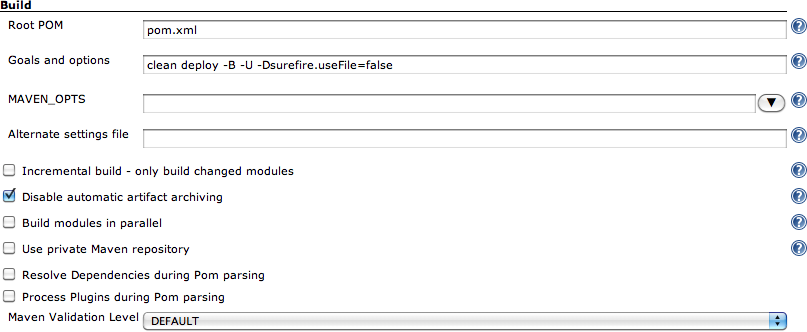 Build
Root POM
pom.xml
Goals and options
clean deploy -B -U -Dsurefire.useFile=false
MAVEN_OPTS
Alternate settings file
Incremental build - only build changed modules
Disable automatic artifact archiving
Build modules in parallel
Use private Maven repository
Resolve Dependencies during Pom parsing
Process Plugins during Pom parsing
Maven Validation Level
DEFAULT